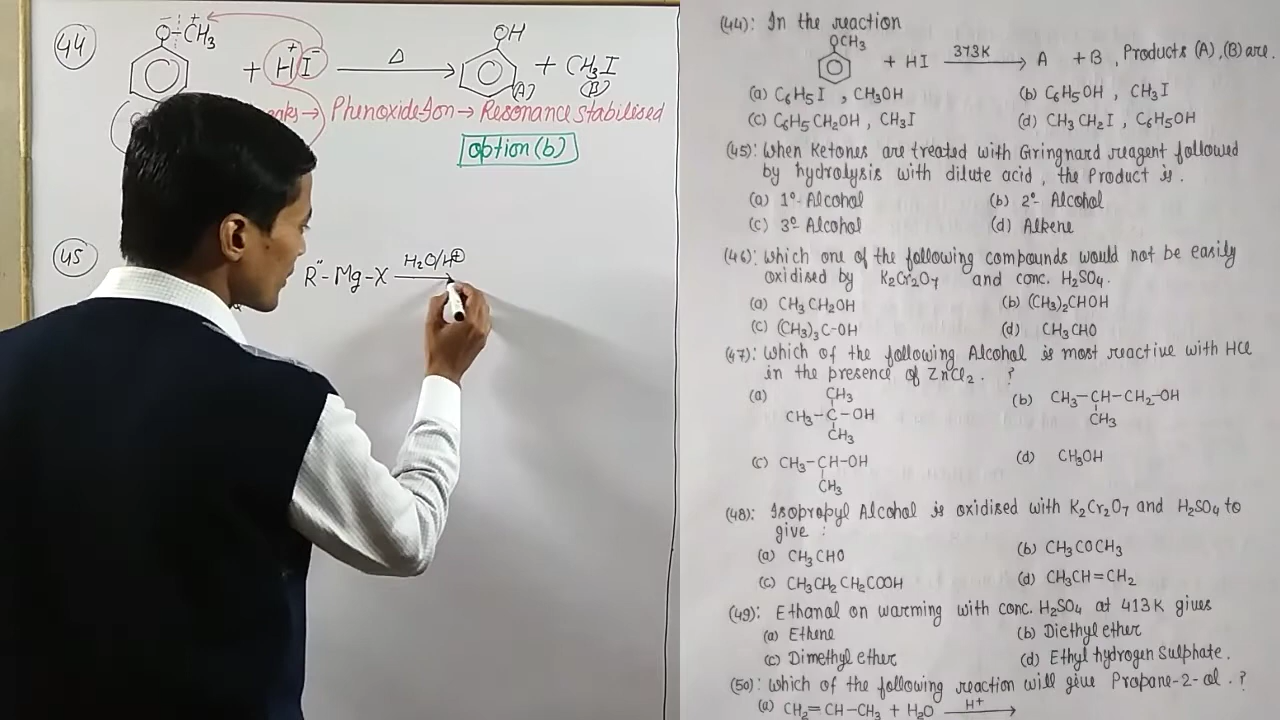 44
O - CH3
+ H+ I- Δ
OH
(A)
+ CH3I
(B)
Phenoxide Ion → Resonance stabilised
option (b)
45
R"-Mg-X H2O/H⊕
(44): In the reaction
OCH3
+ HI 373K A + B , Products (A),(B) are.
(a) C6H5I , CH3OH (b) C6H5OH , CH3I
(c) C6H5CH2OH , CH3I (d) CH3CH2I , C6H5OH
(45): When Ketones are treated with Gringnard reagent followed
by hydrolysis with dilute acid, the Product is.
(a) 1º- Alcohol (b) 2º- Alcohol
(c) 3º- Alcohol (d) Alkene
(46): Which one of the following compounds would not be easily
oxidised by K2Cr2O7 and conc. H2SO4.
(a) CH3CH2OH (b) (CH3)2CHOH
(c) (CH3)3C-OH (d) CH3CHO
(47): Which of the following Alcohol is most reactive with HCl
in the presence of ZnCl2. ?
(a) CH3
CH3-C-OH
CH3
(b) CH3-CH-CH2-OH
CH3
(c) CH3-CH-OH
CH3
(d) CH3OH
(48): Isopropyl Alcohol is oxidised with K2Cr2O7 and H2SO4 to
give :
(a) CH3CHO (b) CH3COCH3
(c) CH3CH2CH2COOH (d) CH3CH=CH2
(49): Ethanal on warming with conc. H2SO4 at 413K gives
(a) Ethene (b) Diethyl ether
(c) Dimethyl ether (d) Ethyl hydrogen Sulphate.
(50): Which of the following reaction will give Propane-2-ol. ?
(a) CH2=CH-CH3 + H2O H+